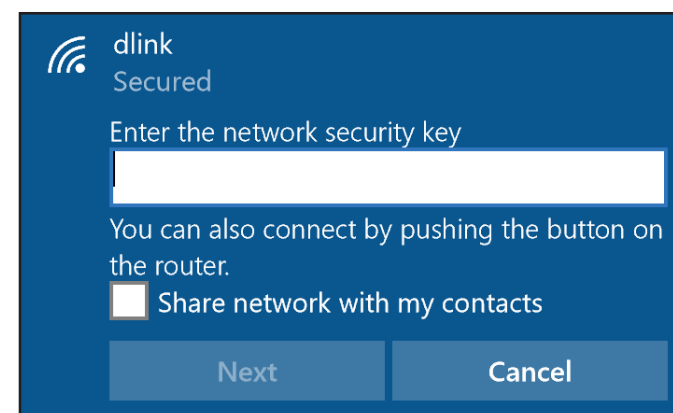 dlink
Secured
Enter the network security key
You can also connect by pushing the button on
the router.
Share network with my contacts
Next
Cancel